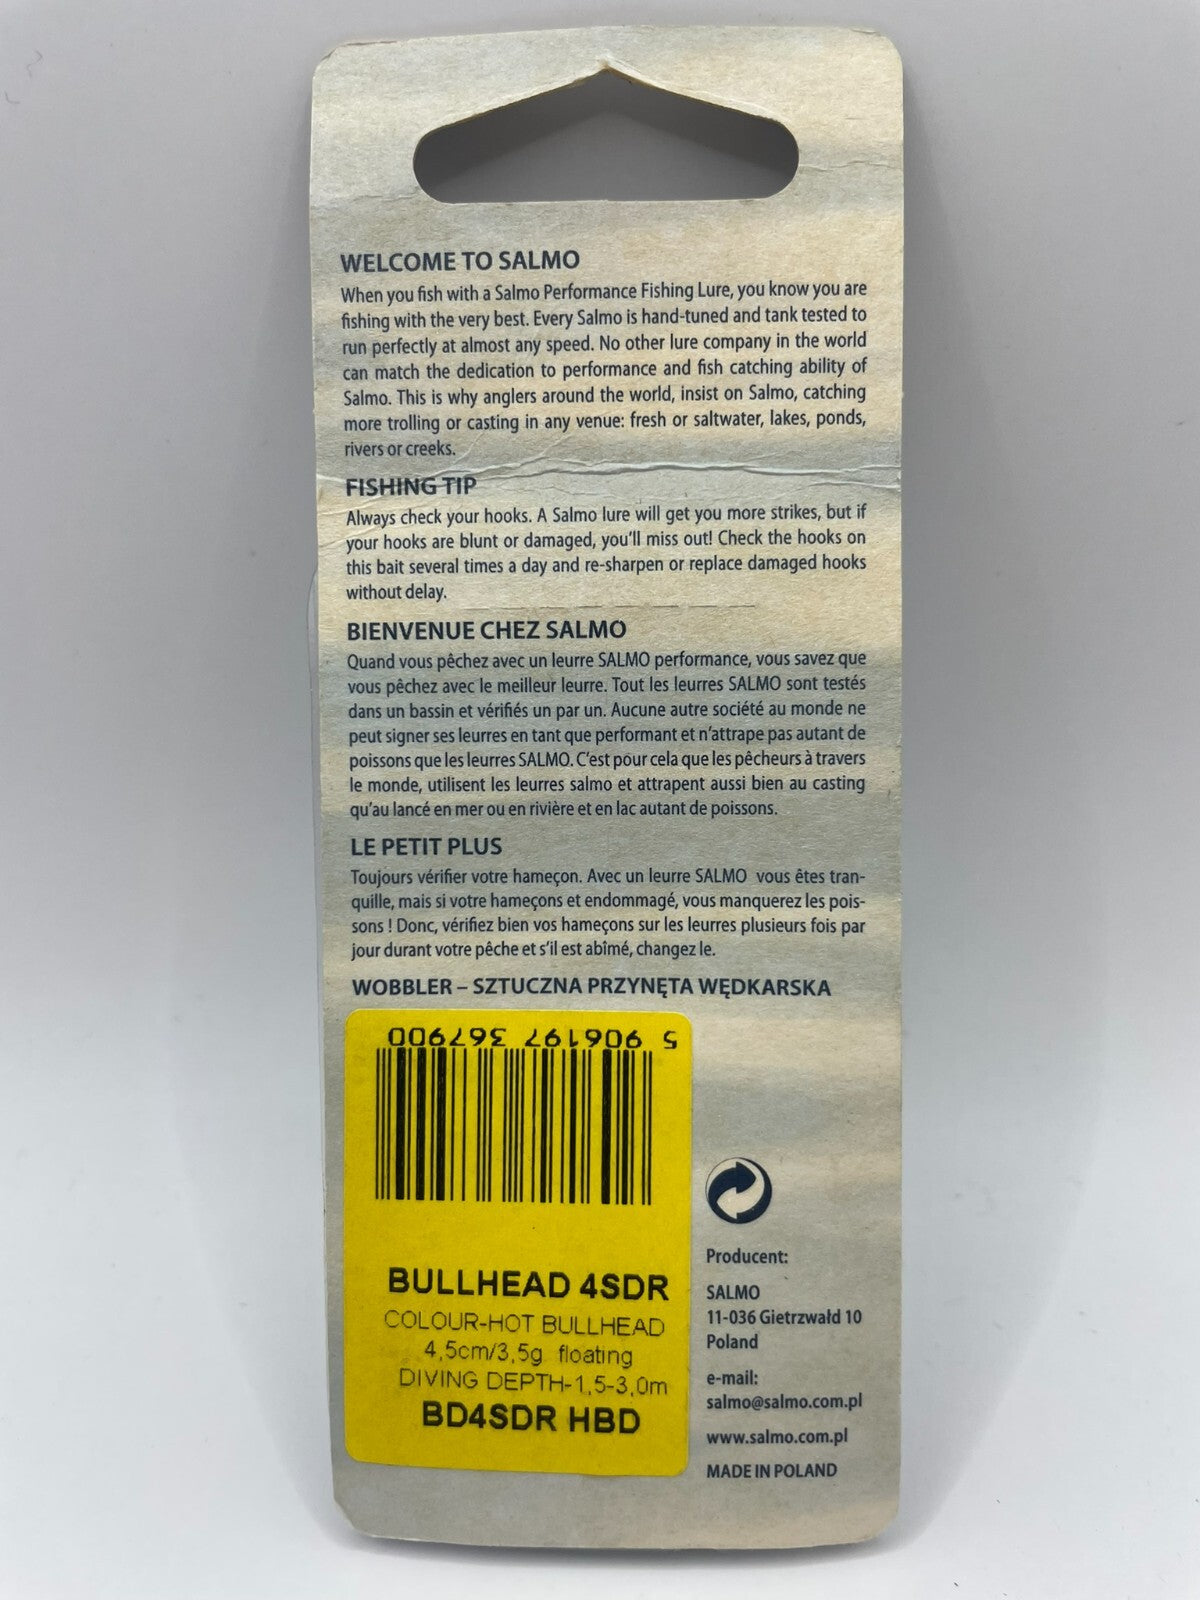 WELCOME TO SALMO
When you fish with a Salmo Performance Fishing Lure, you know you are
fishing with the very best. Every Salmo is hand-tuned and tank tested to
run perfectly at almost any speed. No other lure company in the world
can match the dedication to performance and fish catching ability of
Salmo. This is why anglers around the world, insist on Salmo, catching
more trolling or casting in any venue: fresh or saltwater, lakes, ponds,
rivers or creeks.
FISHING TIP
Always check your hooks. A Salmo lure will get you more strikes, but if
your hooks are blunt or damaged, you'll miss out! Check the hooks on
this bait several times a day and re-sharpen or replace damaged hooks
without delay.
BIENVENUE CHEZ SALMO
Quand vous pêchez avec un leurre SALMO performance, vous savez que
vous pêchez avec le meilleur leurre. Tout les leurres SALMO sont testés
dans un bassin et vérifiés un par un. Aucune autre société au monde ne
peut signer ses leurres en tant que performant et n'attrape pas autant de
poissons que les leurres SALMO. C'est pour cela que les pêcheurs à travers
le monde, utilisent les leurres salmo et attrapent aussi bien au casting
qu'au lancé en mer ou en rivière et en lac autant de poissons.
LE PETIT PLUS
Toujours vérifier votre hameçon. Avec un leurre SALMO vous êtes tran-
quille, mais si votre hameçons et endommagé, vous manquerez les pois-
sons ! Donc, vérifiez bien vos hameçons sur les leurres plusieurs fois par
jour durant votre pêche et s'il est abîmé, changez le.
WOBBLER – SZTUCZNA PRZYNĘTA WĘDKARSKA
5 906197 367900
BULLHEAD 4SDR
COLOUR-HOT BULLHEAD
4,5cm/3,5g floating
DIVING DEPTH-1,5-3,0m
BD4SDR HBD
Producent:
SALMO
11-036 Gietrzwałd 10
Poland
e-mail:
salmo@salmo.com.pl
www.salmo.com.pl
MADE IN POLAND